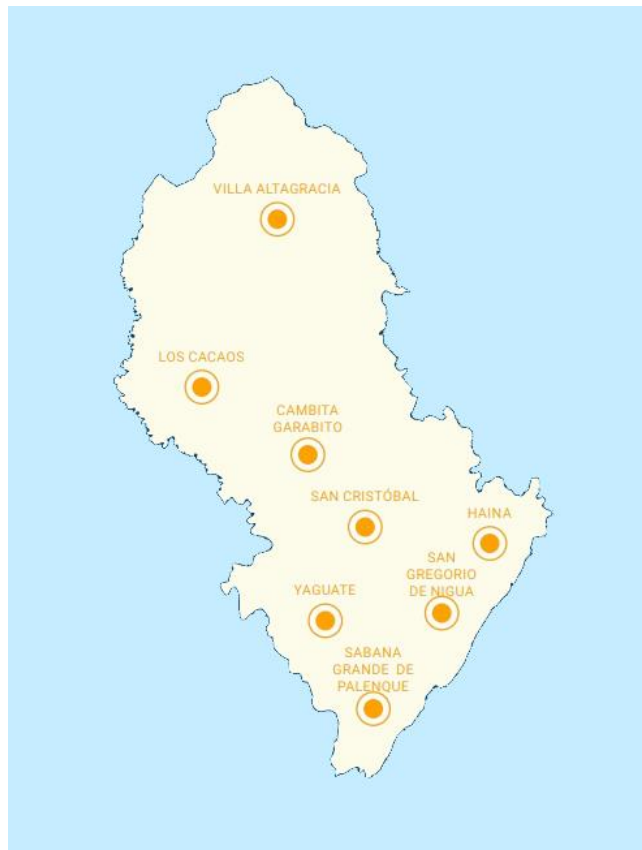 VILLA ALTAGRACIA
LOS CACAOS
CAMBITA
GARABITO
SAN CRISTÓBAL
HAINA
SAN
GREGORIO
DE NIGUA
YAGUATE
SABANA
GRANDE DE
PALENQUE